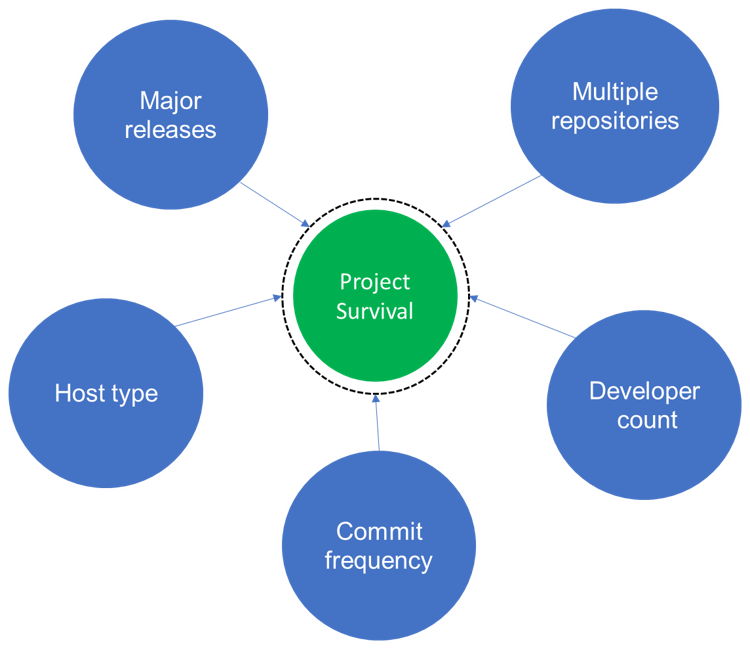 Major
releases
Multiple
repositories
Project
Survival
Host type
Developer
count
Commit
frequency